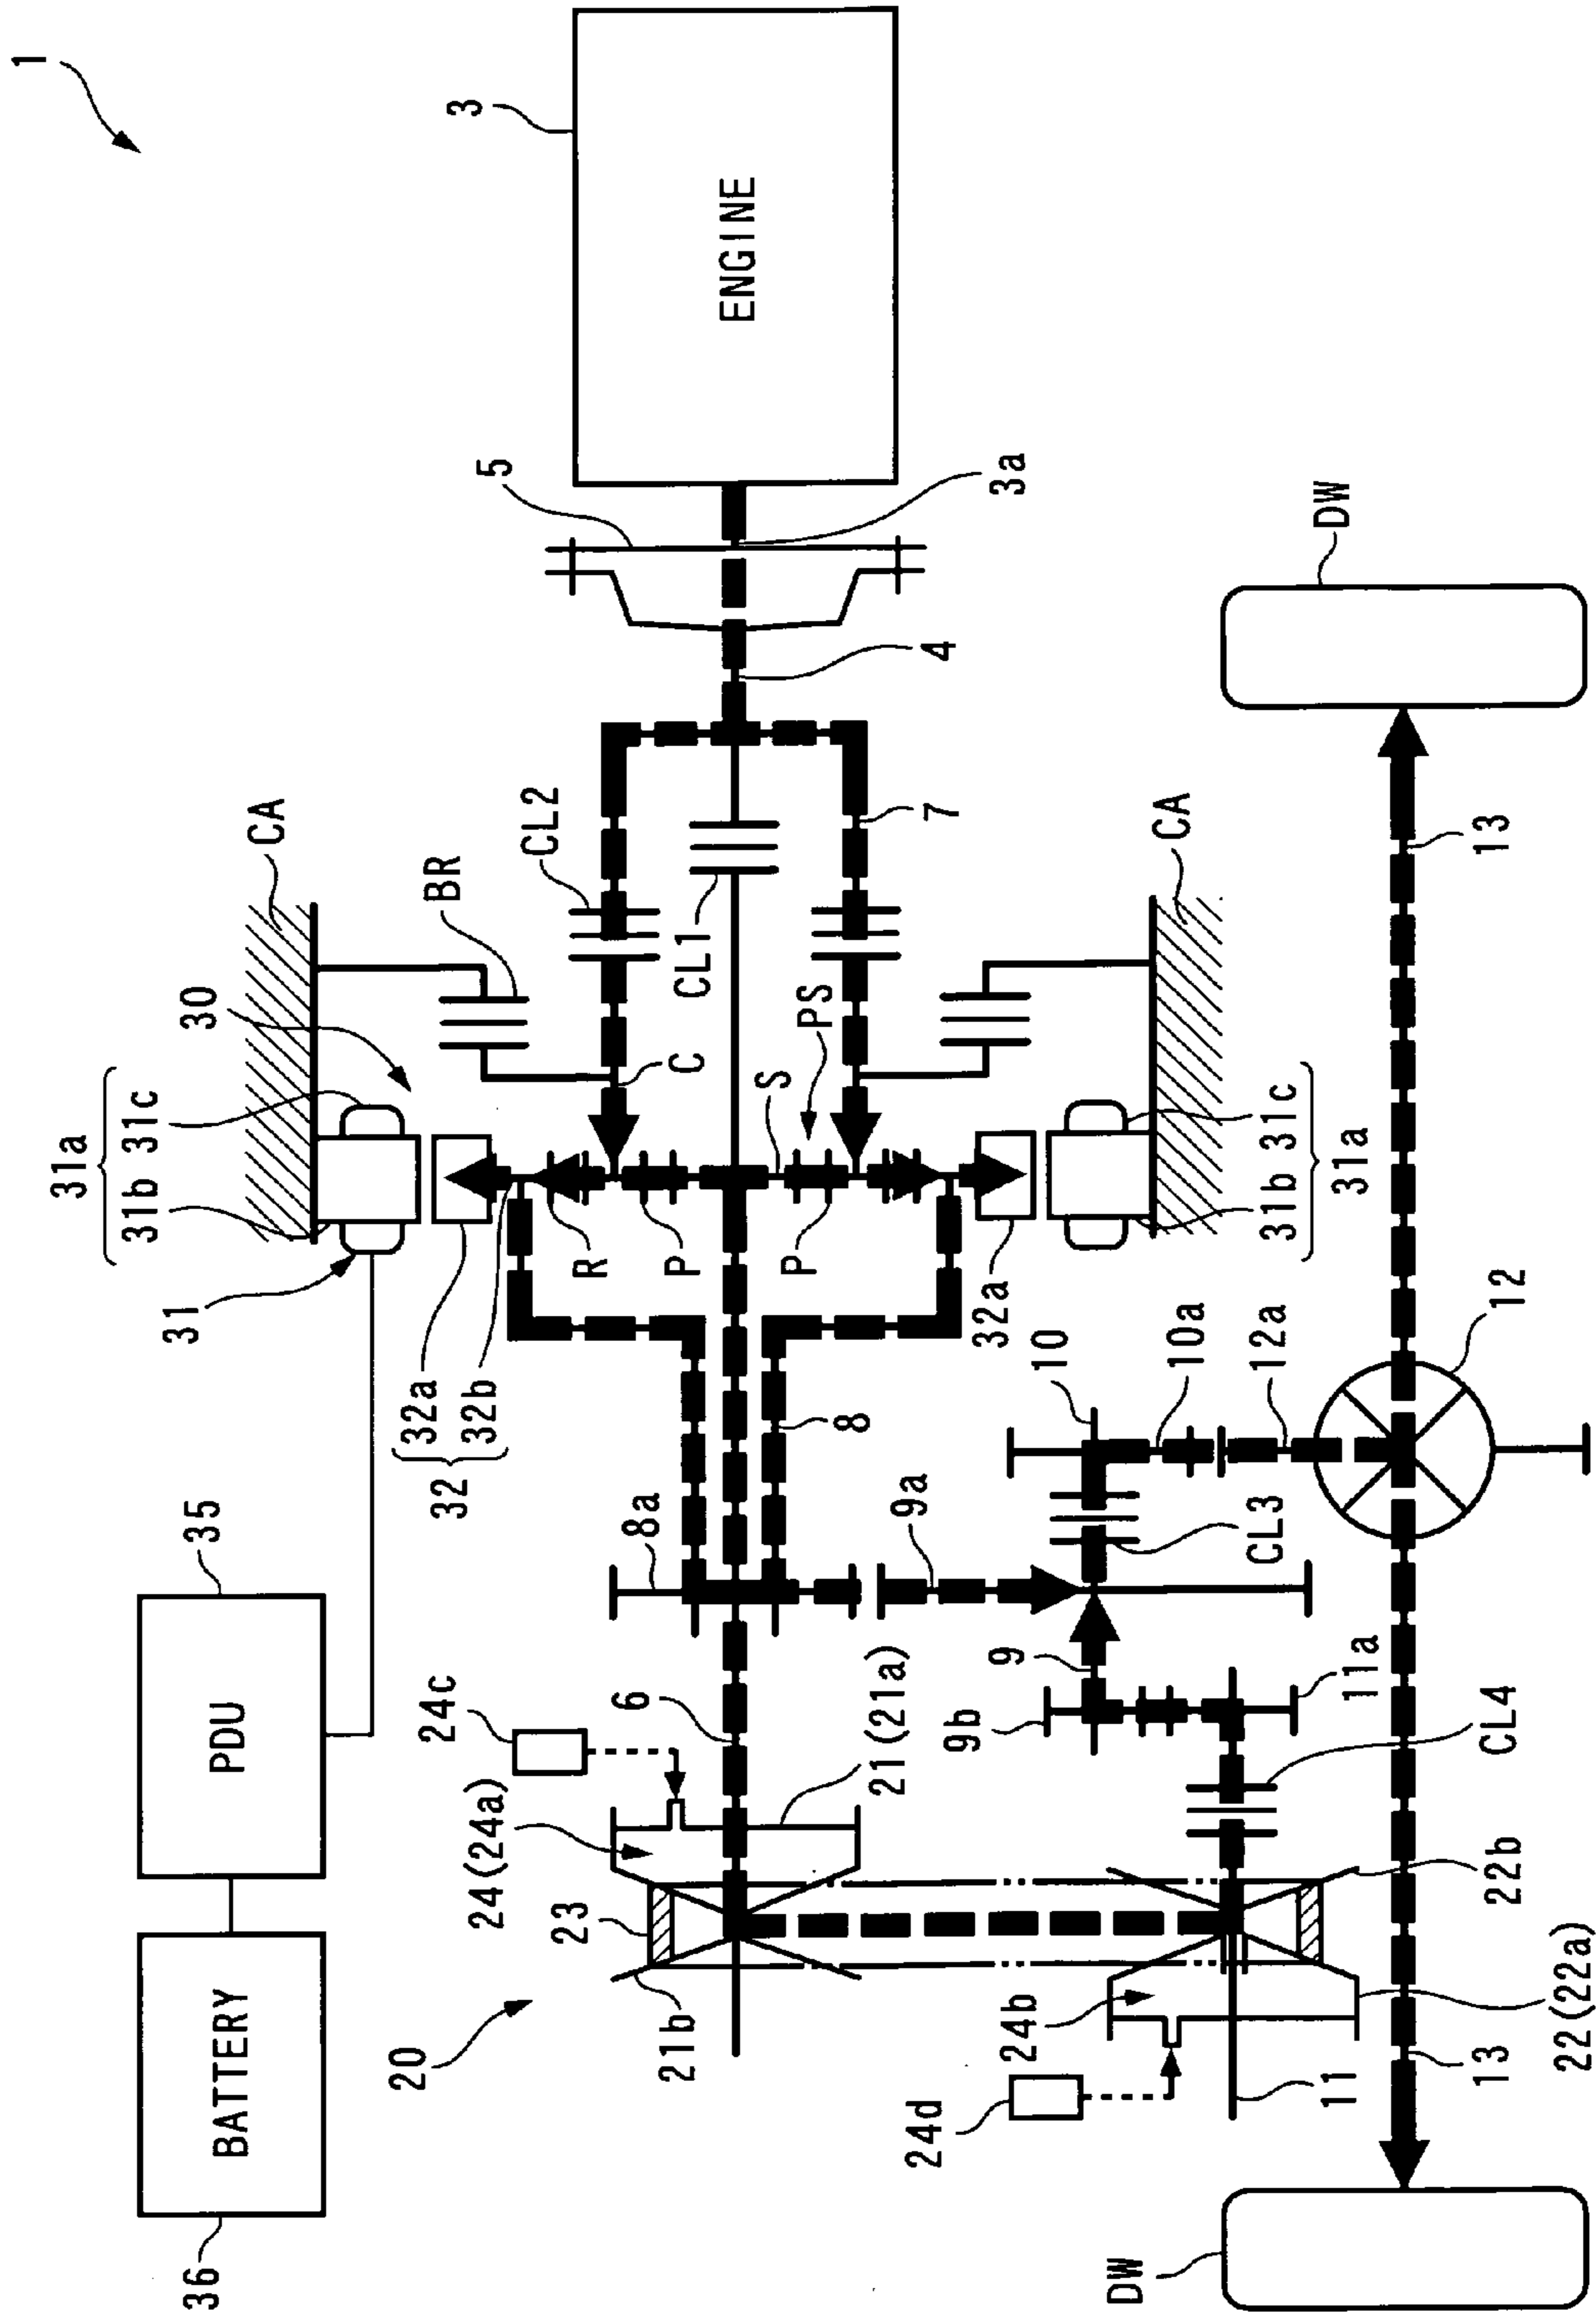 1
3
ENGINE
5
3a
4
DW
CA
CL2
BR
CL1
7
CA
13
30
31a
31b 31c
C
PS
S
31
R
P
P
32a
31b 31c
31a
32a
32b
32
8
10
10a
12a
12
35
PDU
8a
9a
CL3
24c
6
9
9b
11a
24(24a)
21(21a)
CL4
23
22b
BATTERY
36
20
21b
24b
24d
11
13
22(22a)
DW